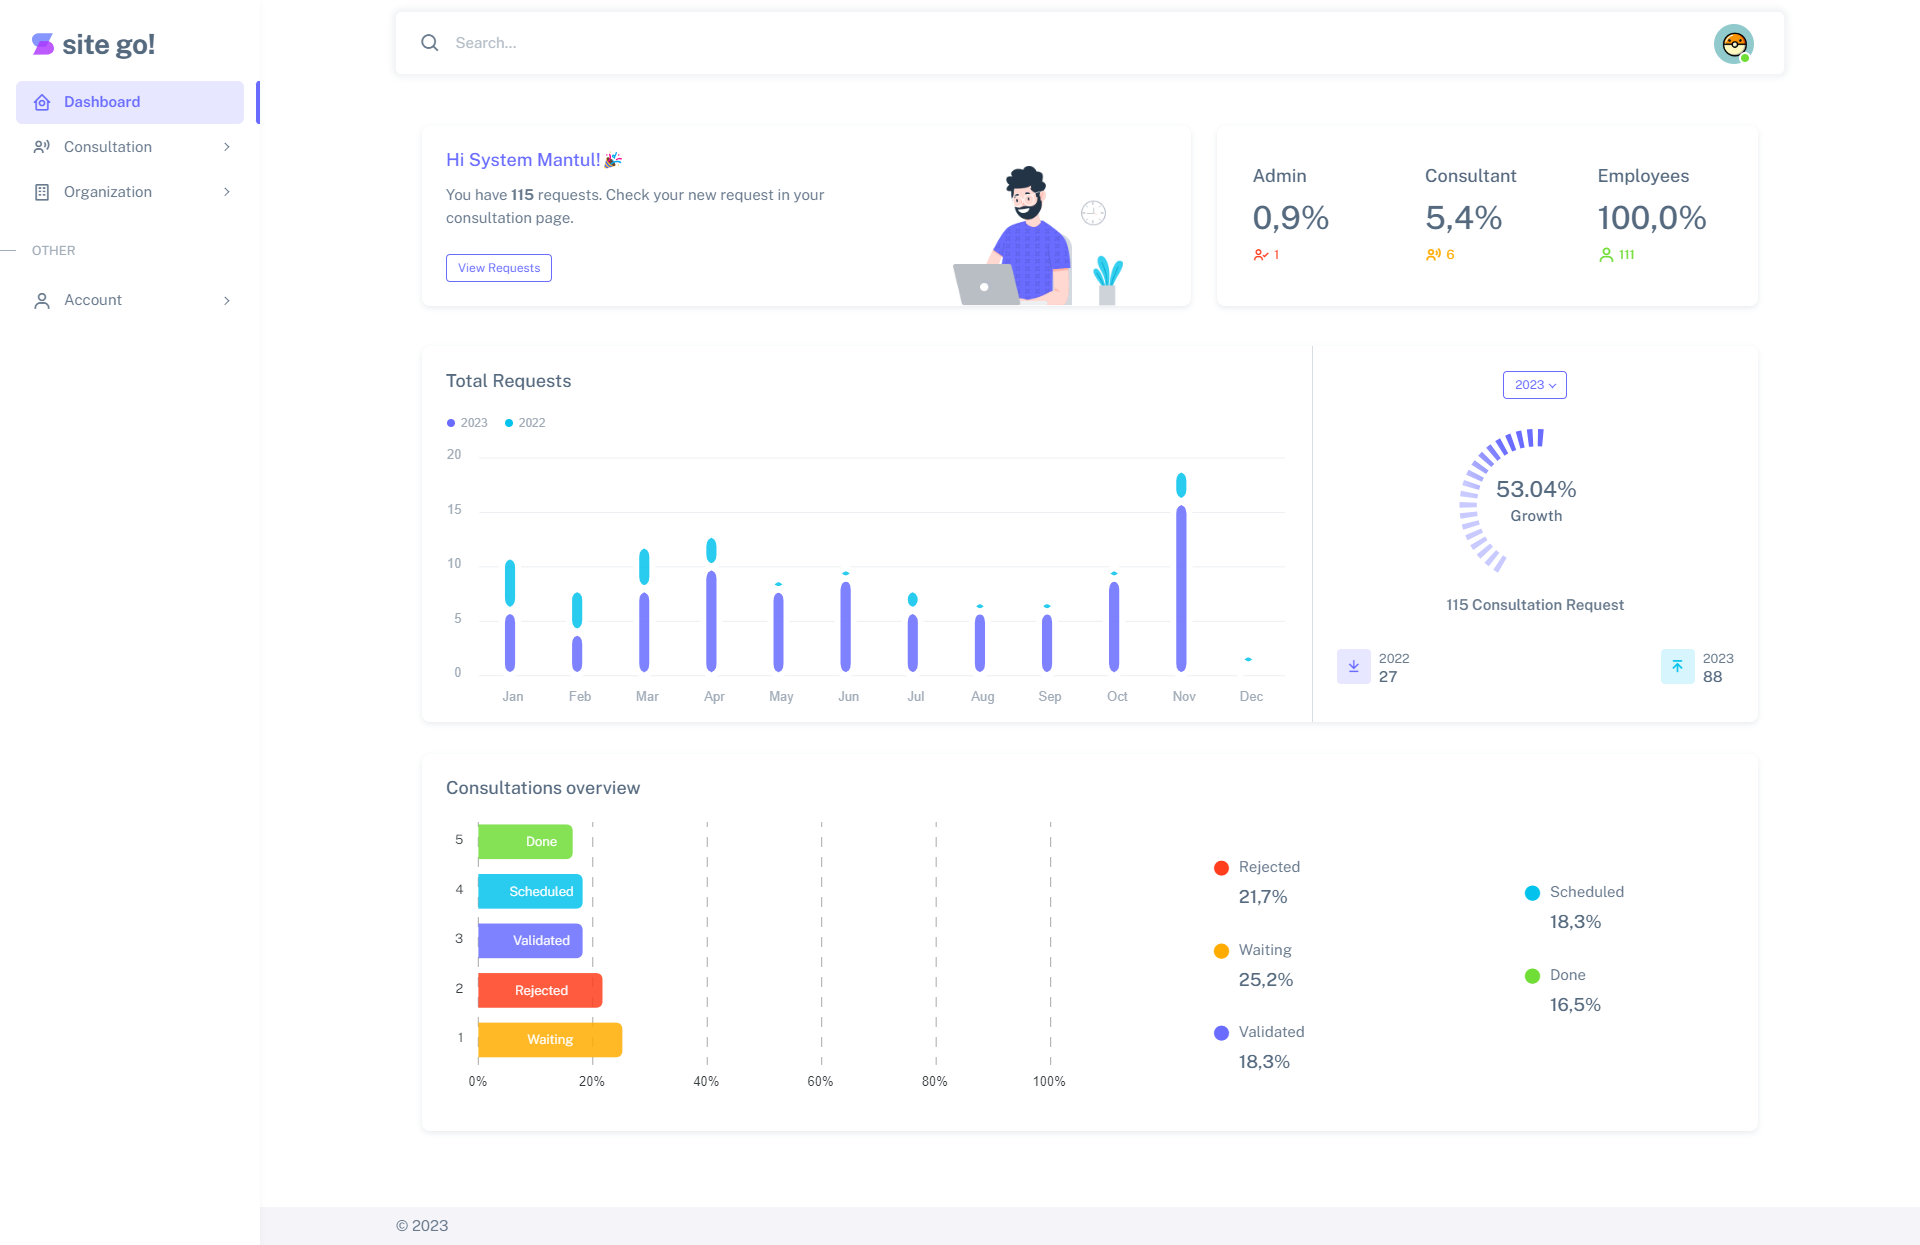 site go!
Dashboard
Consultation
Organization
OTHER
Account
Search...
Hi System Mantul!
You have 115 requests. Check your new request in your
consultation page.
View Requests
Admin
0,9%
1
Consultant
5,4%
6
Employees
100,0%
111
Total Requests
2023
2022
20
15
10
5
0
Jan Feb Mar Apr May Jun Jul Aug Sep Oct Nov Dec
2023
53.04%
Growth
115 Consultation Request
2022
27
2023
88
Consultations overview
5
Done
4
Scheduled
3
Validated
2
Rejected
1
Waiting
0% 20% 40% 60% 80% 100%
Rejected
21,7%
Waiting
25,2%
Validated
18,3%
Scheduled
18,3%
Done
16,5%
© 2023